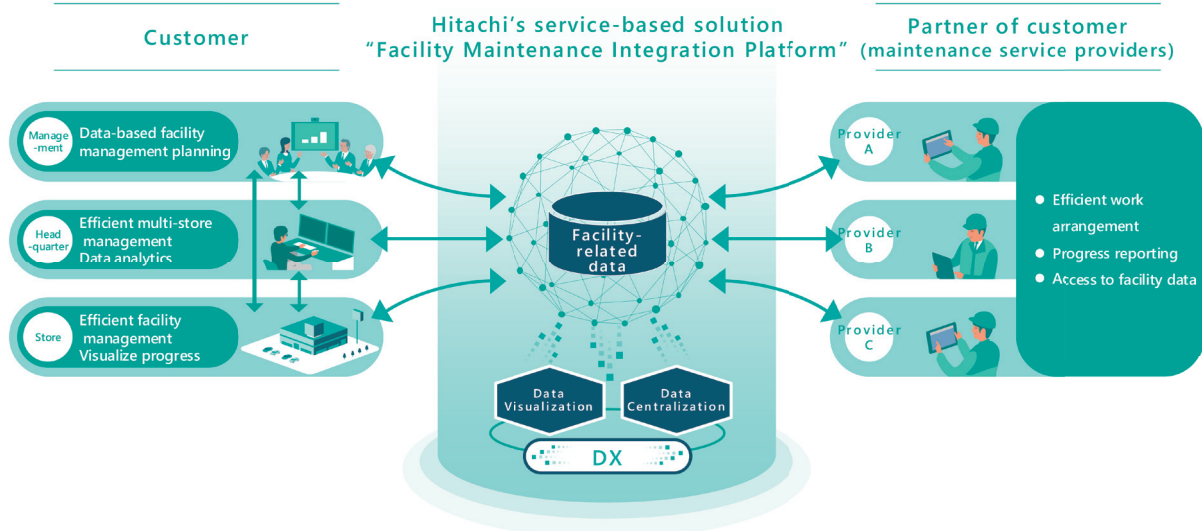 Customer
Hitachi's service-based solution
“Facility Maintenance Integration Platform”
Partner of customer
(maintenance service providers)
Manage
-ment
Data-based facility
management planning
Head
-quarter
Efficient multi-store
management
Data analytics
Store
Efficient facility
management
Visualize progress
Facility-
related
data
Data
Visualization
Data
Centralization
DX
Provider
A
Provider
B
Provider
C
● Efficient work
arrangement
● Progress reporting
● Access to facility data